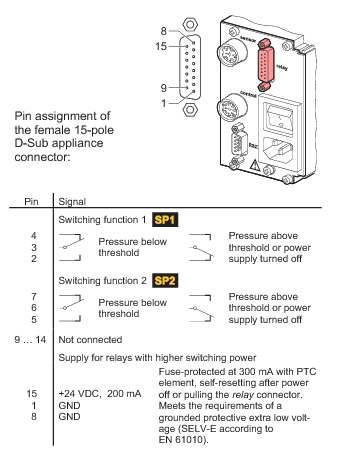 8
15
9
1
sensor
relay
control
RS232
Pin assignment of
the female 15-pole
D-Sub appliance
connector:
Pin Signal
Switching function 1 SP1
4
3
2
Pressure below
threshold
Pressure above
threshold or power
supply turned off
Switching function 2 SP2
7
6
5
Pressure below
threshold
Pressure above
threshold or power
supply turned off
9 … 14 Not connected
Supply for relays with higher switching power
15 +24 VDC, 200 mA
1 GND
8 GND
Fuse-protected at 300 mA with PTC
element, self-resetting after power
off or pulling the relay connector.
Meets the requirements of a
grounded protective extra low volt-
age (SELV-E according to
EN 61010).